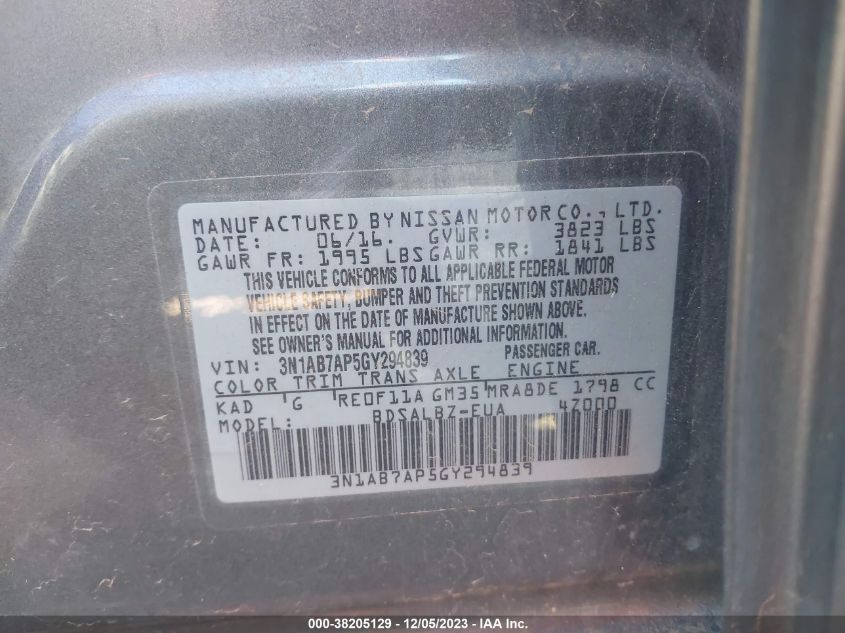 MANUFACTURED BY NISSAN MOTOR CO., LTD.
DATE: 06/16. GVWR: 3823 LBS
GAWR FR: 1995 LBS GAWR RR: 1841 LBS
THIS VEHICLE CONFORMS TO ALL APPLICABLE FEDERAL MOTOR
VEHICLE SAFETY, BUMPER AND THEFT PREVENTION STANDARDS
IN EFFECT ON THE DATE OF MANUFACTURE SHOWN ABOVE.
SEE OWNER'S MANUAL FOR ADDITIONAL INFORMATION.
VIN: 3N1AB7AP5GY294839 PASSENGER CAR.
COLOR TRIM TRANS AXLE ENGINE
KAD G RE0F11A GM35 MRA8DE 1798 CC
MODEL: BDSALBZ-EUA 4Z000
3N1AB7AP5GY294839
000-38205129 - 12/05/2023 - IAA Inc.